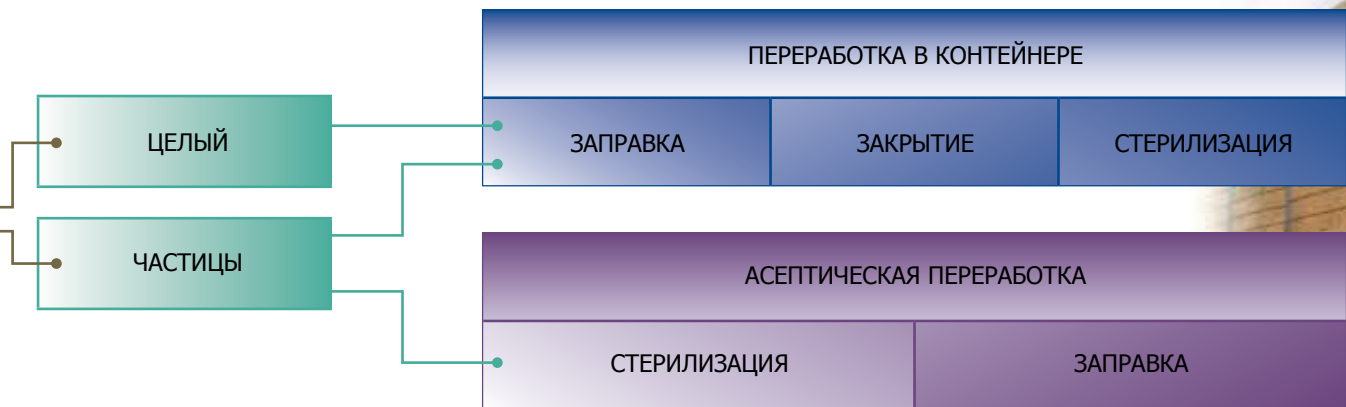 ПЕРЕРАБОТКА В КОНТЕЙНЕРЕ
ЦЕЛЫЙ
ЗАПРАВКА
ЗАКРЫТИЕ
СТЕРИЛИЗАЦИЯ
ЧАСТИЦЫ
АСЕПТИЧЕСКАЯ ПЕРЕРАБОТКА
СТЕРИЛИЗАЦИЯ
ЗАПРАВКА